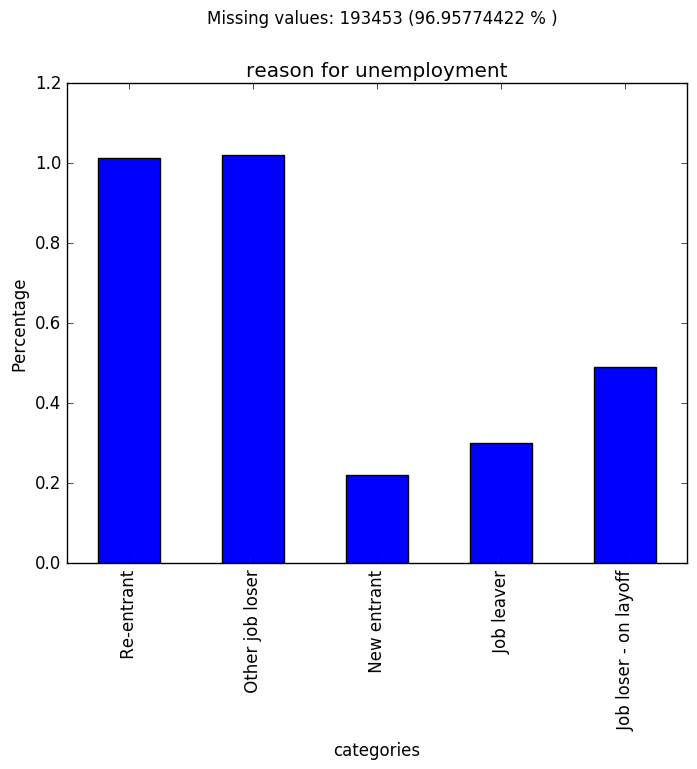 Missing values: 193453 (96.95774422 % )
reason for unemployment
1.2
1.0
0.8
0.6
0.4
0.2
0.0
Percentage
Re-entrant
Other job loser
New entrant
Job leaver
Job loser - on layoff
categories